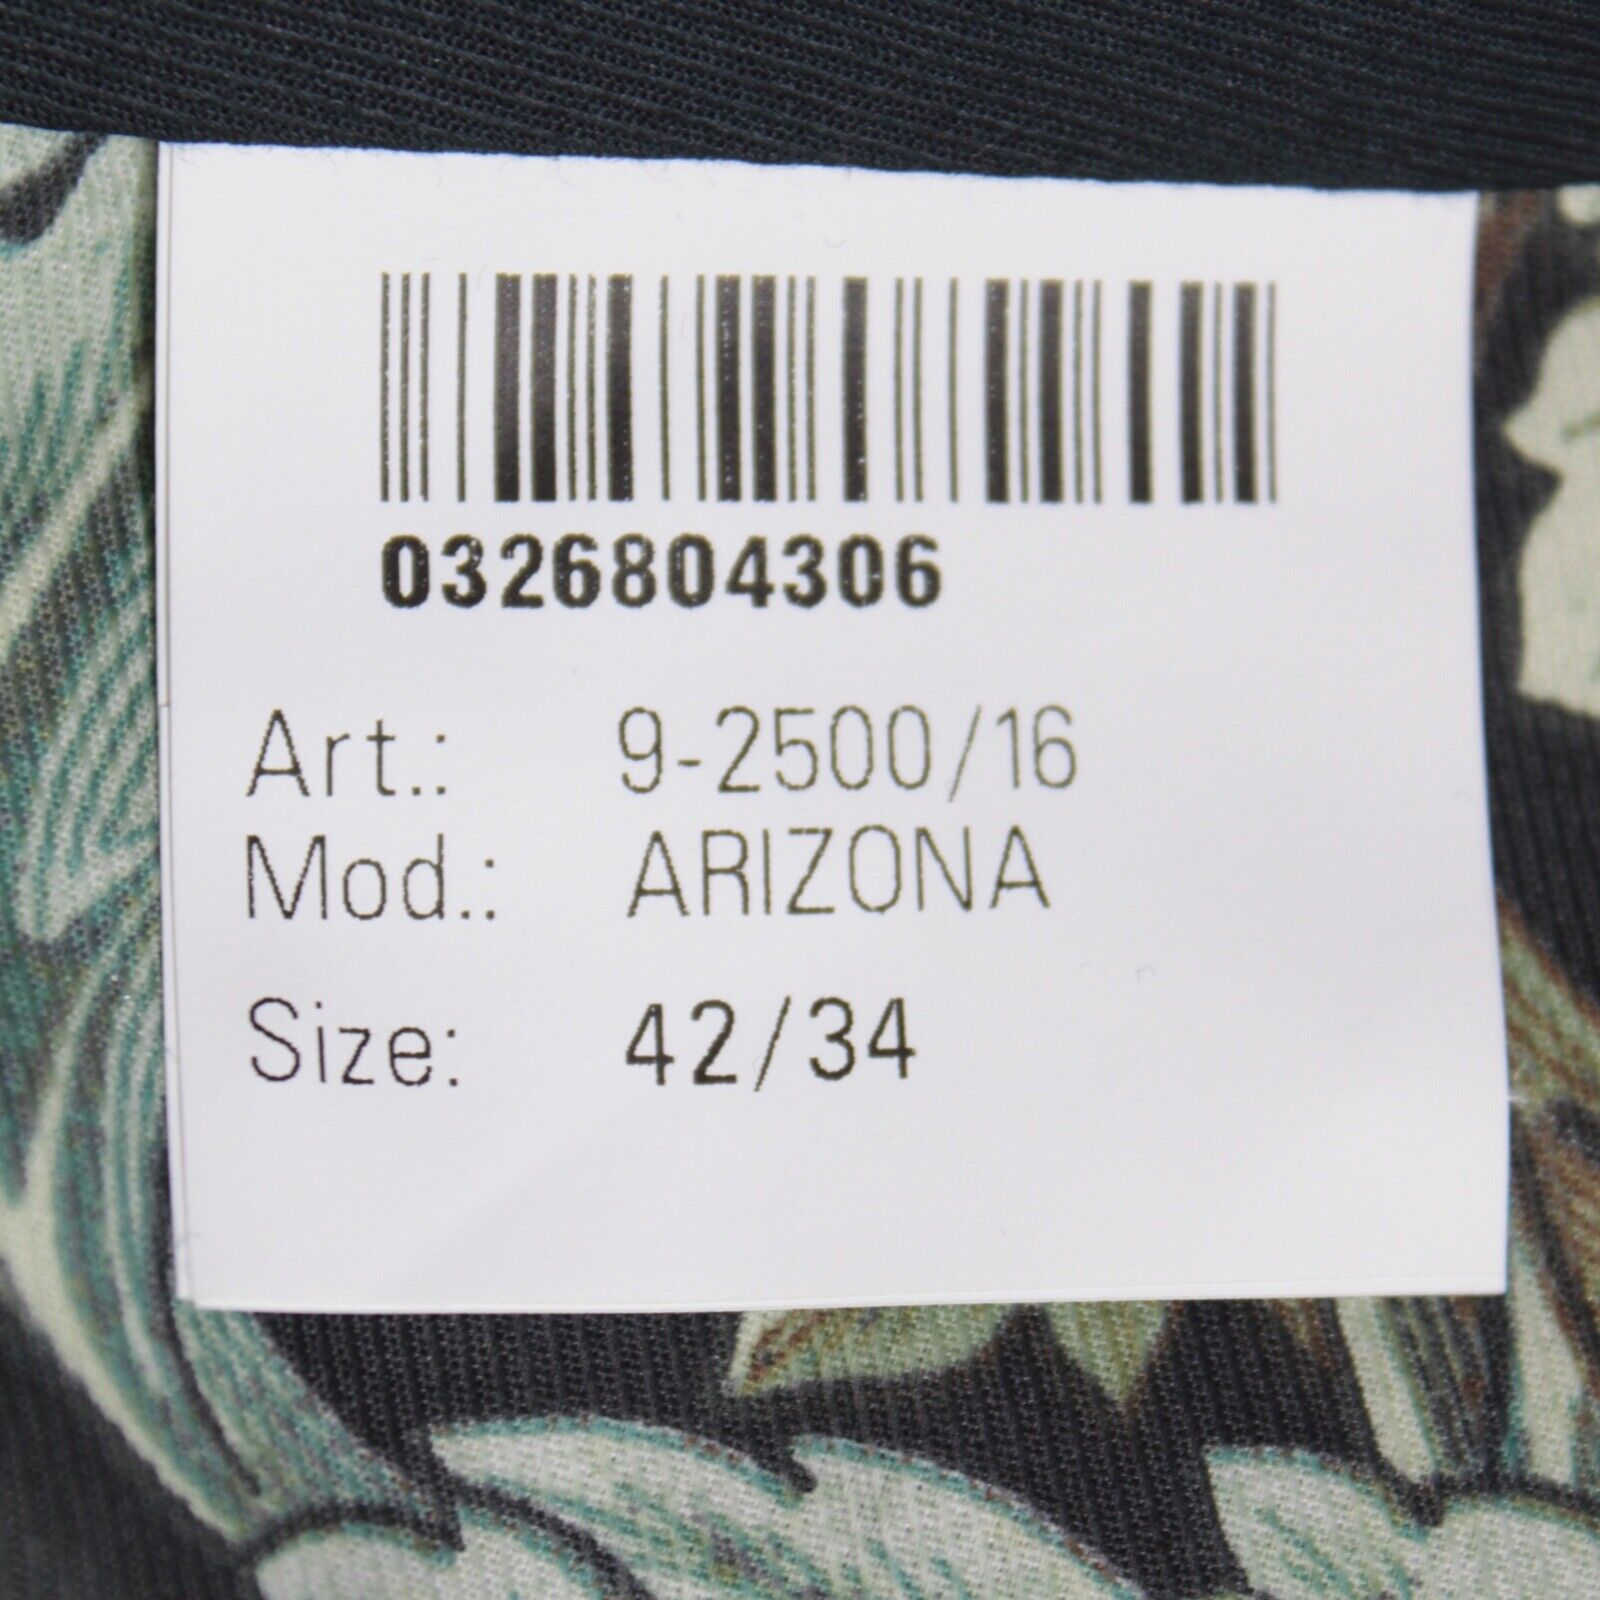 0326804306
Art.: 9-2500/16
Mod.: ARIZONA
Size: 42/34